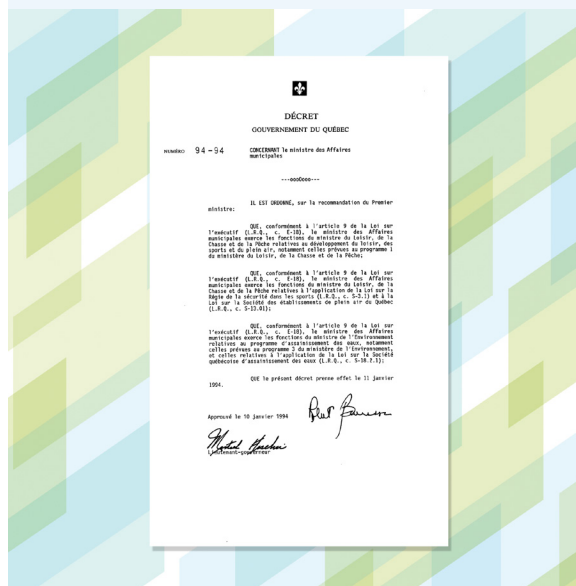 DÉCRET
GOUVERNEMENT DU QUÉBEC
NUMÉRO 94-94
CONCERNANT le ministre des Affaires
municipales
---ooo0ooo---
IL EST ORDONNÉ, sur la recommandation du Premier
ministre:
QUE, conformément à l'article 9 de la Loi sur
l'exécutif (L.R.Q., c. E-18), le ministre des Affaires
municipales exerce les fonctions du ministre du Loisir, de la
Chasse et de la Pêche relatives au développement du loisir, des
sports et du plein air, notamment celles prévues au programme 1
du ministère du Loisir, de la Chasse et de la Pêche;
QUE, conformément à l'article 9 de la Loi sur
l'exécutif (L.R.Q., c. E-18), le ministre des Affaires
municipales exerce les fonctions du ministre du Loisir, de la
Chasse et de la Pêche relatives à l'application de la Loi sur la
Régie de la sécurité dans les sports (L.R.Q., c. S-3.1) et à la
Loi sur la Société des établissements de plein air du Québec
(L.R.Q., c. S-13.01);
QUE, conformément à l'article 9 de la Loi sur
l'exécutif (L.R.Q., c. E-18), le ministre des Affaires
municipales exerce les fonctions du ministre de l'Environnement
relatives au programme d'assainissement des eaux, notamment
celles prévues au programme 3 du ministère de l'Environnement,
et celles relatives à l'application de la Loi sur la Société
québécoise d'assainissement des eaux (L.R.Q., c. S-18.2.1);
QUE le présent décret prenne effet le 11 janvier
1994.
Approuvé le 10 janvier 1994
Lieutenant-gouverneur